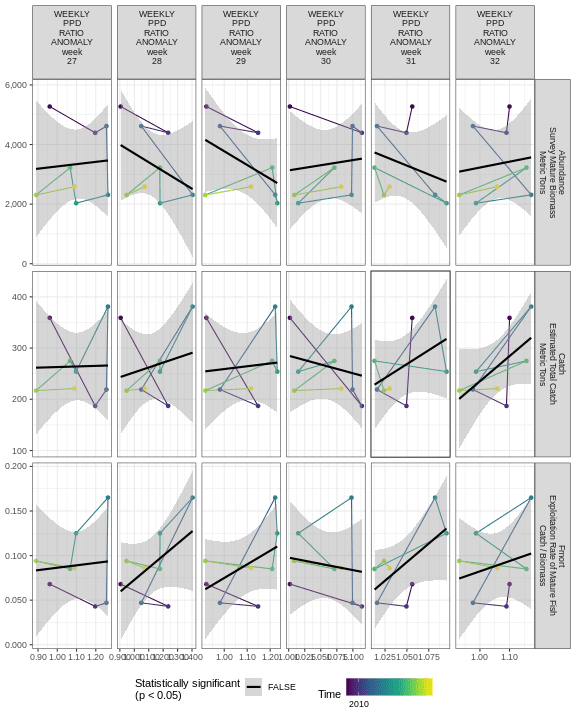 WEEKLY
PPD
RATIO
ANOMALY
week
27
WEEKLY
PPD
RATIO
ANOMALY
week
28
WEEKLY
PPD
RATIO
ANOMALY
week
29
WEEKLY
PPD
RATIO
ANOMALY
week
30
WEEKLY
PPD
RATIO
ANOMALY
week
31
WEEKLY
PPD
RATIO
ANOMALY
week
32
6,000
4,000
2,000
0
Abundance
Survey Mature Biomass
Metric Tons
400
300
200
100
Catch
Estimated Total Catch
Metric Tons
0.200
0.150
0.100
0.050
0.000
Fmort
Exploitation Rate of Mature Fish
Catch / Biomass
0.90 1.00 1.10 1.20
1.00 1.10 1.20
1.025 1.050 1.075
1.00 1.10
Statistically significant
(p < 0.05)
FALSE
Time
2010